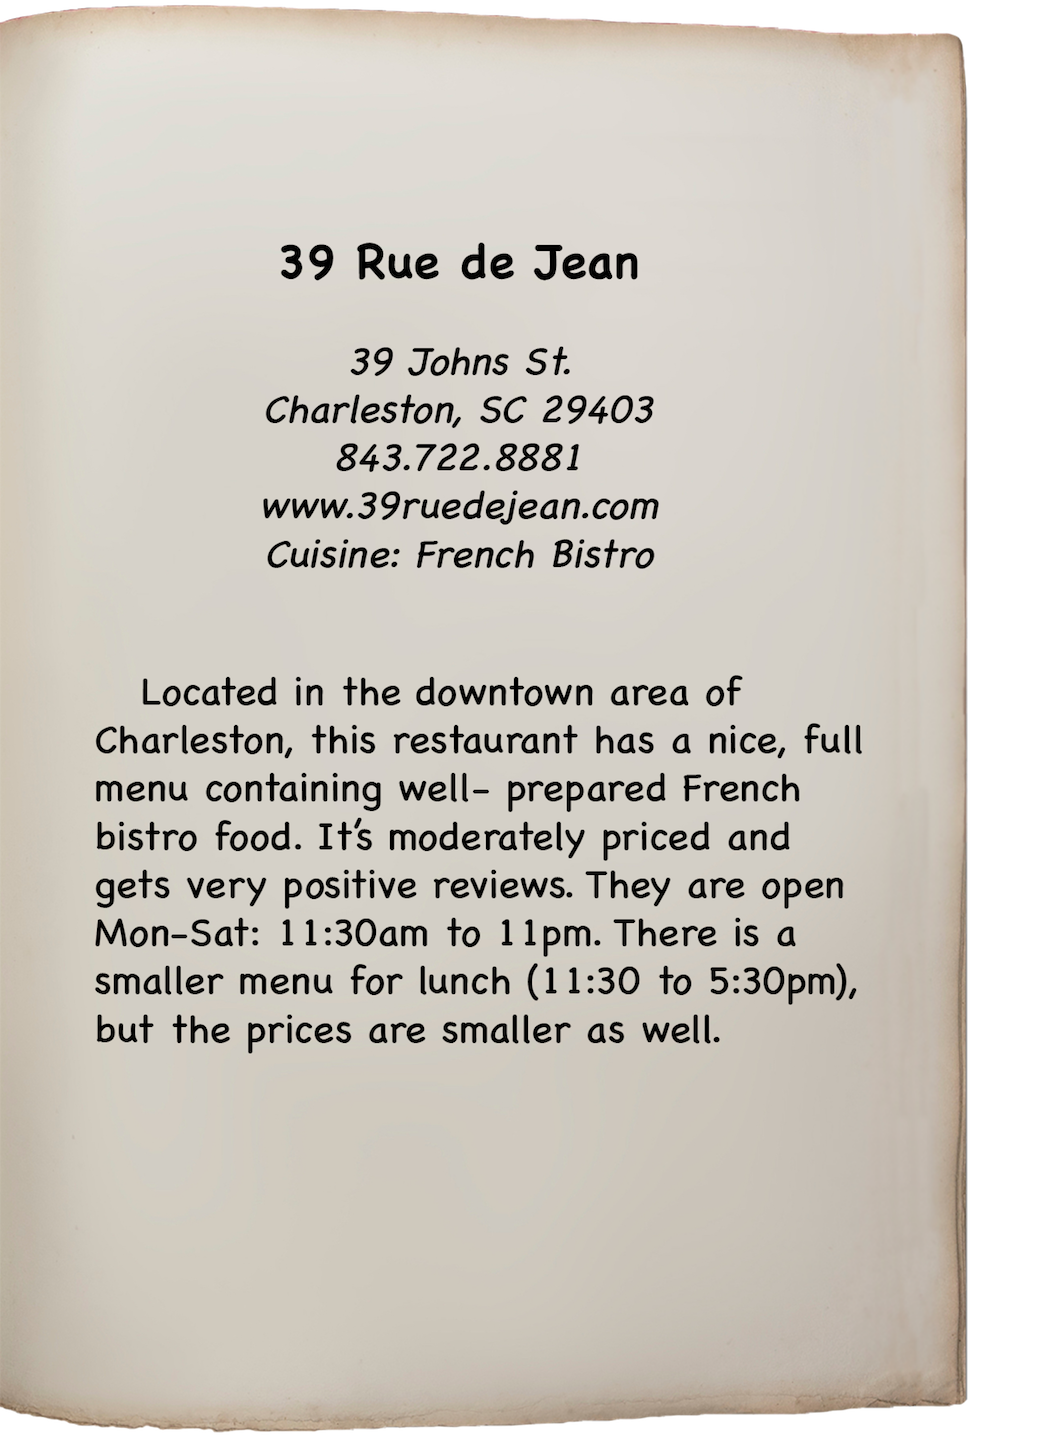 39 Rue de Jean
39 Johns St.
Charleston, SC 29403
843.722.8881
www.39ruedejean.com
Cuisine: French Bistro
Located in the downtown area of
Charleston, this restaurant has a nice, full
menu containing well- prepared French
bistro food. It's moderately priced and
gets very positive reviews. They are open
Mon-Sat: 11:30am to 11pm. There is a
smaller menu for lunch (11:30 to 5:30pm),
but the prices are smaller as well.